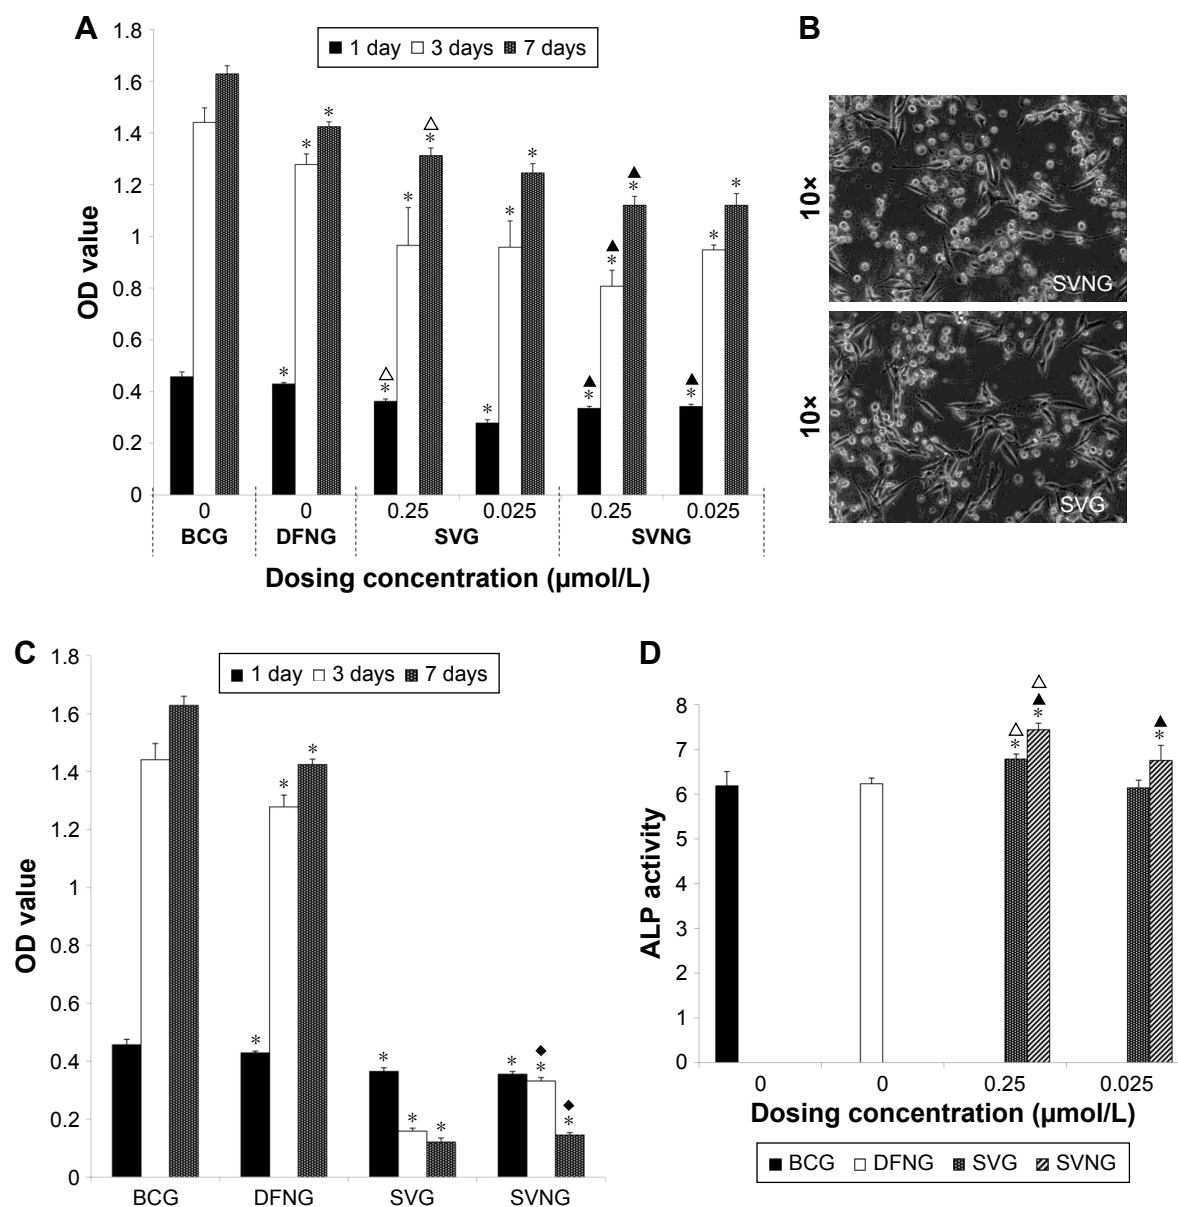 A
1.8
1.6
1.4
1.2
1
0.8
0.6
0.4
0.2
0
OD value
■ 1 day □ 3 days ▩ 7 days
* * *
△
* * *
△
* * *
*
▲
* ▲
* ▲
*
▲
* * *
0 0 0.25 0.025 0.25 0.025
BCG DFNG SVG SVNG
Dosing concentration (µmol/L)
B
10×
SVNG
10×
SVG
C
1.8
1.6
1.4
1.2
1
0.8
0.6
0.4
0.2
0
OD value
■ 1 day □ 3 days ▩ 7 days
* * *
* * *
* ◆
* ◆
*
BCG DFNG SVG SVNG
D
8
7
6
5
4
3
2
1
0
ALP activity
△
*
△
▲
*
▲
*
0 0 0.25 0.025
Dosing concentration (µmol/L)
■ BCG □ DFNG ▩ SVG ▨ SVNG